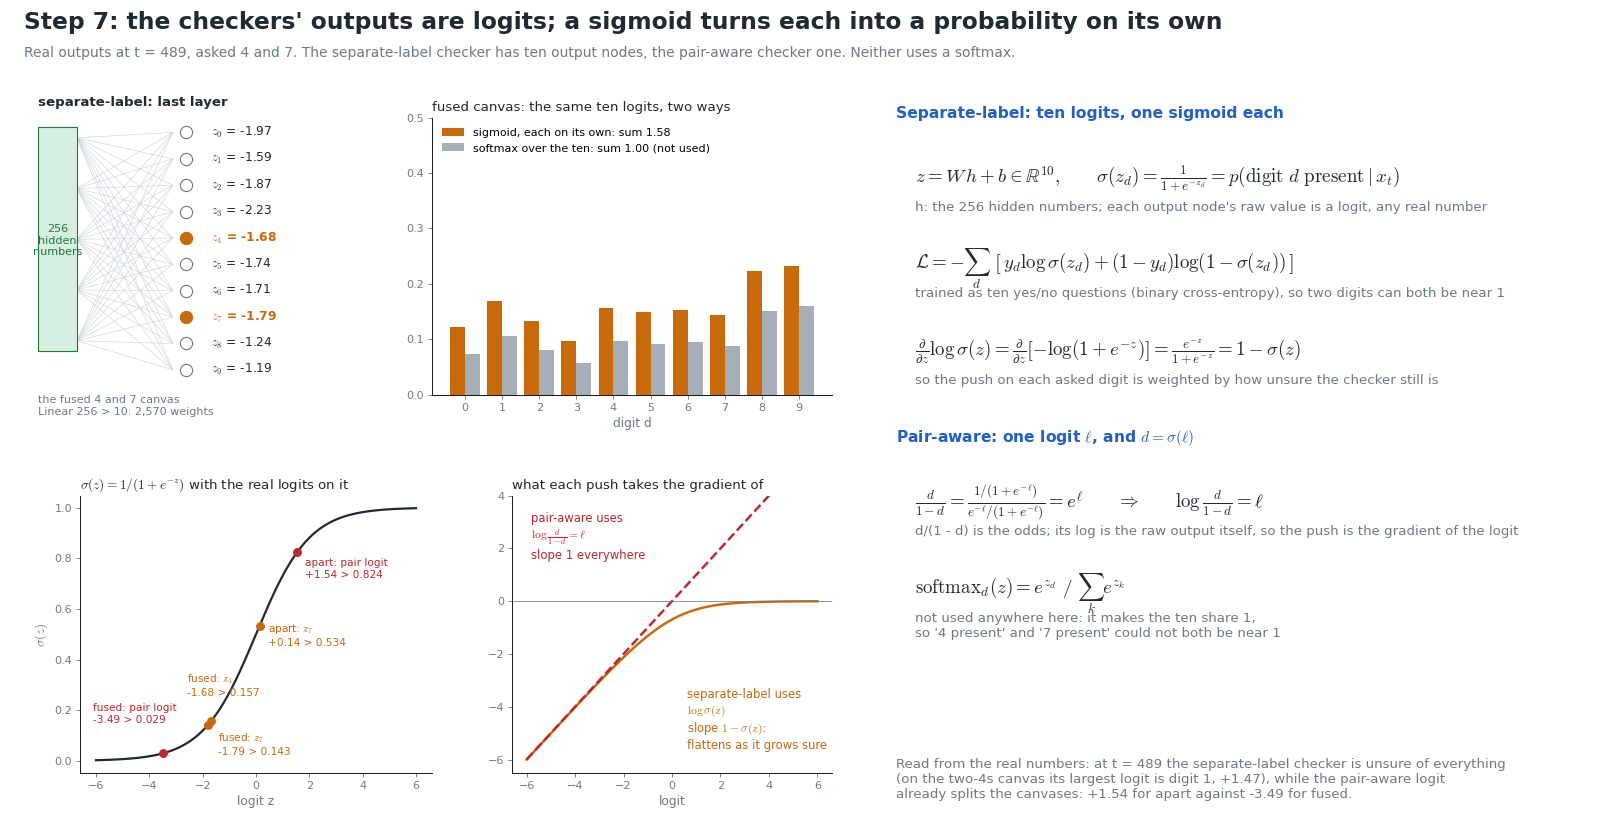 Step 7: the checkers' outputs are logits; a sigmoid turns each into a probability on its own
Real outputs at t = 489, asked 4 and 7. The separate-label checker has ten output nodes, the pair-aware checker one. Neither uses a softmax.
separate-label: last layer
256
hidden
numbers
z₀ = -1.97
z₁ = -1.59
z₂ = -1.87
z₃ = -2.23
z₄ = -1.68
z₅ = -1.74
z₆ = -1.71
z₇ = -1.79
z₈ = -1.24
z₉ = -1.19
the fused 4 and 7 canvas
Linear 256 > 10: 2,570 weights
fused canvas: the same ten logits, two ways
sigmoid, each on its own: sum 1.58
softmax over the ten: sum 1.00 (not used)
0.5
0.4
0.3
0.2
0.1
0.0
0 1 2 3 4 5 6 7 8 9
digit d
σ(z) = 1/(1 + e^{-z}) with the real logits on it
1.0
0.8
0.6
0.4
0.2
0.0
σ(z)
apart: pair logit
+1.54 > 0.824
apart: z₇
+0.14 > 0.534
fused: z₄
-1.68 > 0.157
fused: pair logit
-3.49 > 0.029
fused: z₇
-1.79 > 0.143
−6 −4 −2 0 2 4 6
logit z
what each push takes the gradient of
4
2
0
−2
−4
−6
pair-aware uses
log d/(1−d) = ℓ
slope 1 everywhere
separate-label uses
log σ(z)
slope 1 − σ(z):
flattens as it grows sure
−6 −4 −2 0 2 4 6
logit
Separate-label: ten logits, one sigmoid each
z = Wh + b ∈ ℝ¹⁰, σ(z_d) = 1/(1+e^{-z_d}) = p(digit d present | x_t)
h: the 256 hidden numbers; each output node's raw value is a logit, any real number
ℒ = −∑_d [ y_d log σ(z_d) + (1 − y_d) log(1 − σ(z_d)) ]
trained as ten yes/no questions (binary cross-entropy), so two digits can both be near 1
∂/∂z log σ(z) = ∂/∂z [−log(1 + e^{-z})] = e^{-z}/(1+e^{-z}) = 1 − σ(z)
so the push on each asked digit is weighted by how unsure the checker still is
Pair-aware: one logit ℓ, and d = σ(ℓ)
d/(1−d) = (1/(1+e^{-ℓ}))/(e^{-ℓ}/(1+e^{-ℓ})) = e^ℓ ⇒ log d/(1−d) = ℓ
d/(1 - d) is the odds; its log is the raw output itself, so the push is the gradient of the logit
softmax_d(z) = e^{z_d} / ∑_k e^{z_k}
not used anywhere here: it makes the ten share 1,
so '4 present' and '7 present' could not both be near 1
Read from the real numbers: at t = 489 the separate-label checker is unsure of everything
(on the two-4s canvas its largest logit is digit 1, +1.47), while the pair-aware logit
already splits the canvases: +1.54 for apart against -3.49 for fused.